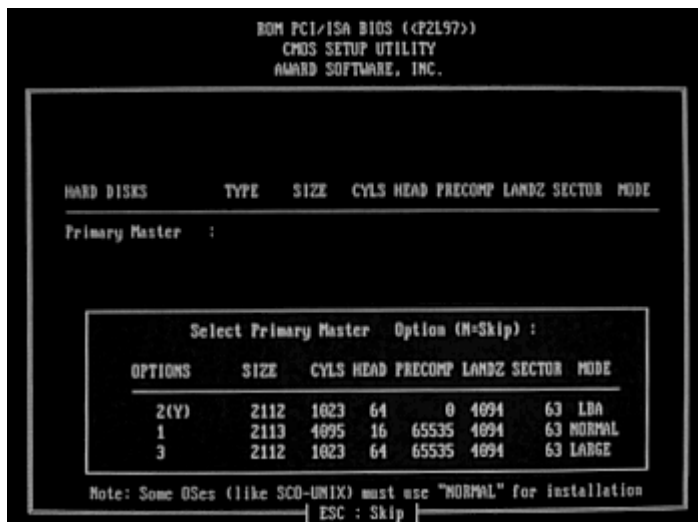 ROM PCI/ISA BIOS (<P2L97>)
CMOS SETUP UTILITY
AWARD SOFTWARE, INC.
HARD DISKS TYPE SIZE CYLS HEAD PRECOMP LANDZ SECTOR MODE
Primary Master :
Select Primary Master Option (N=Skip) :
OPTIONS SIZE CYLS HEAD PRECOMP LANDZ SECTOR MODE
2(Y) 2112 1023 64 0 4094 63 LBA
1 2113 4095 16 65535 4094 63 NORMAL
3 2112 1023 64 65535 4094 63 LARGE
Note: Some OSes (like SCO-UNIX) must use "NORMAL" for installation
ESC : Skip